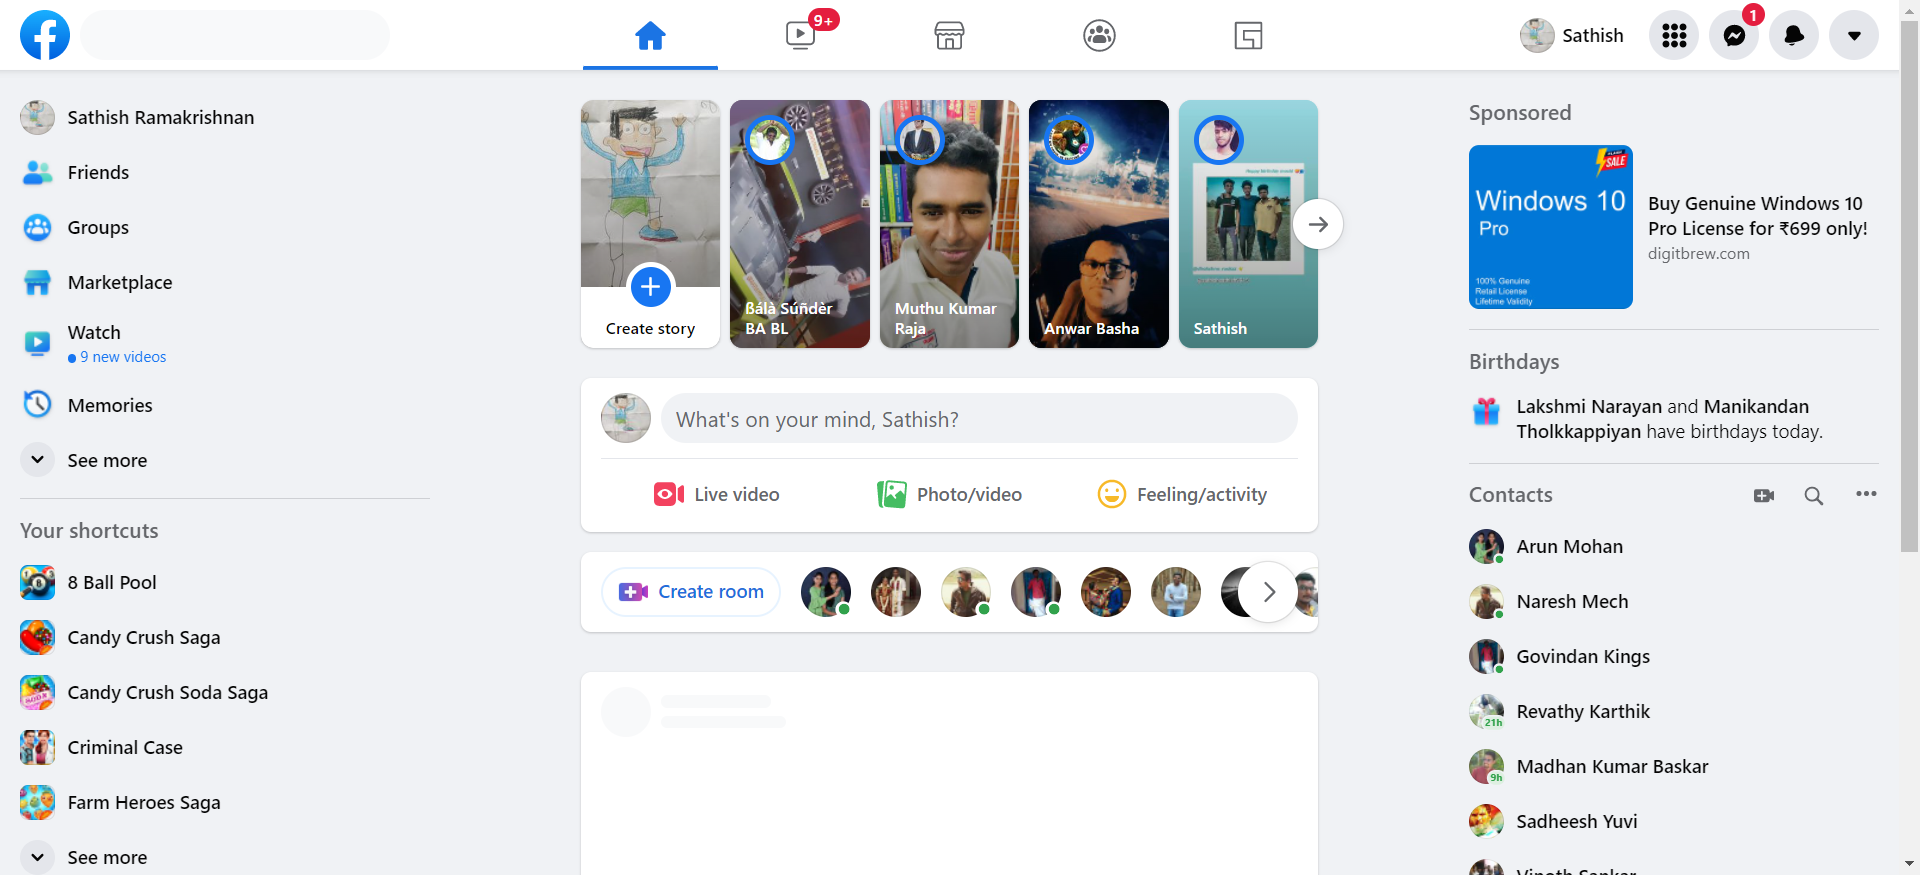 9+
Sathish
1
Sathish Ramakrishnan
Friends
Groups
Marketplace
Watch
9 new videos
Memories
See more
Your shortcuts
8 Ball Pool
Candy Crush Saga
Candy Crush Soda Saga
Criminal Case
Farm Heroes Saga
See more
Create story
ßálà Súñdèr
BA BL
Muthu Kumar
Raja
Anwar Basha
Sathish
What's on your mind, Sathish?
Live video
Photo/video
Feeling/activity
Create room
Sponsored
SALE
Windows 10
Pro
100% Genuine
Retail License
Lifetime Validity
Buy Genuine Windows 10
Pro License for ₹699 only!
digitbrew.com
Birthdays
Lakshmi Narayan and Manikandan
Tholkkappiyan have birthdays today.
Contacts
Arun Mohan
Naresh Mech
Govindan Kings
Revathy Karthik
21h
Madhan Kumar Baskar
9h
Sadheesh Yuvi